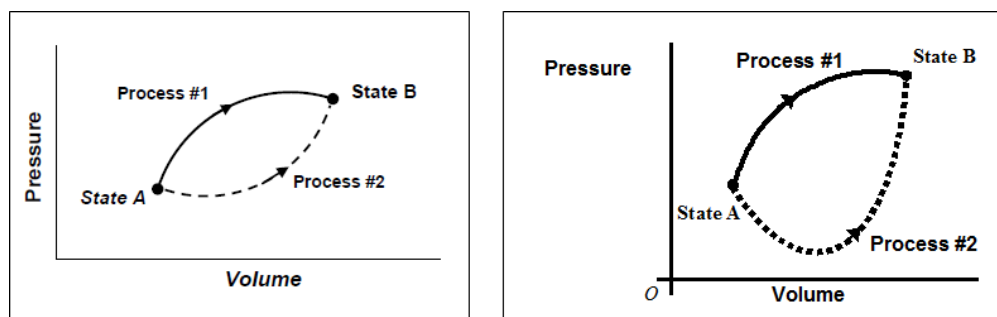 Process #1
State B
Pressure
State A
Process #2
Volume
Pressure
Process #1
State B
State A
Process #2
O
Volume